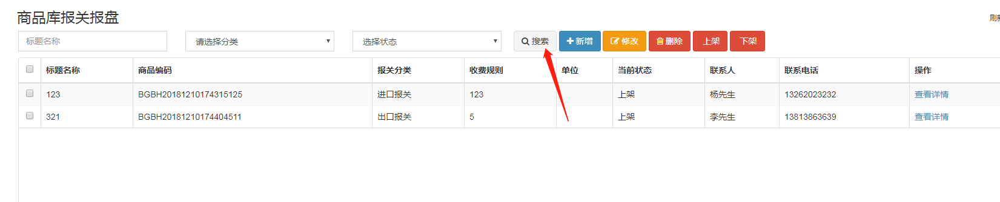 商品库报关报盘
刷新
标题名称 请选择分类 选择状态 搜索 新增 修改 删除 上架 下架
标题名称 商品编码 报关分类 收费规则 单位 当前状态 联系人 联系电话 操作
123 BGBH20181210174315125 进口报关 123 上架 杨先生 13262023232 查看详情
321 BGBH20181210174404511 出口报关 5 上架 李先生 13813863639 查看详情